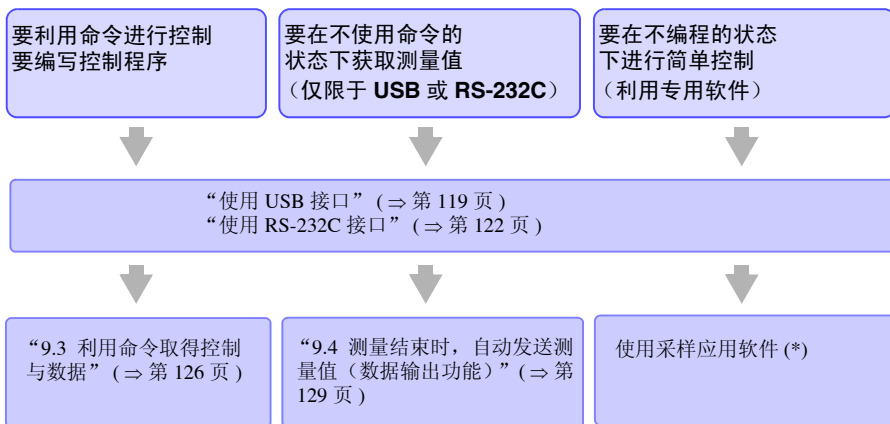 要利用命令进行控制
要编写控制程序
要在不使用命令的
状态下获取测量值
（仅限于 USB 或 RS-232C）
要在不编程的状态
下进行简单控制
（利用专用软件）
“使用 USB 接口” ( ⇒ 第 119 页 )
“使用 RS-232C 接口” ( ⇒ 第 122 页 )
“9.3 利用命令取得控制
与数据” ( ⇒ 第 126 页 )
“9.4 测量结束时，自动发送测
量值（数据输出功能）” ( ⇒ 第
129 页 )
使用采样应用软件 (*)